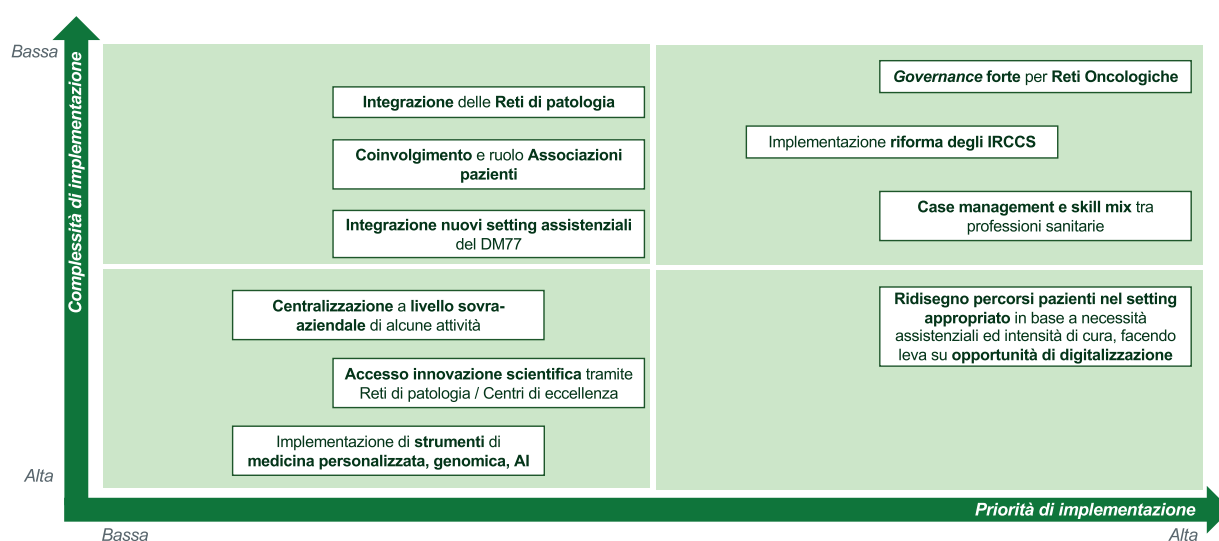 Bassa
Complessità di implementazione
Governance forte per Reti Oncologiche
Integrazione delle Reti di patologia
Implementazione riforma degli IRCCS
Coinvolgimento e ruolo Associazioni
pazienti
Case management e skill mix tra
professioni sanitarie
Integrazione nuovi setting assistenziali
del DM77
Centralizzazione a livello sovra-
aziendale di alcune attività
Ridisegno percorsi pazienti nel setting
appropriato in base a necessità
assistenziali ed intensità di cura, facendo
leva su opportunità di digitalizzazione
Accesso innovazione scientifica tramite
Reti di patologia / Centri di eccellenza
Implementazione di strumenti di
medicina personalizzata, genomica, AI
Alta
Priorità di implementazione
Bassa
Alta